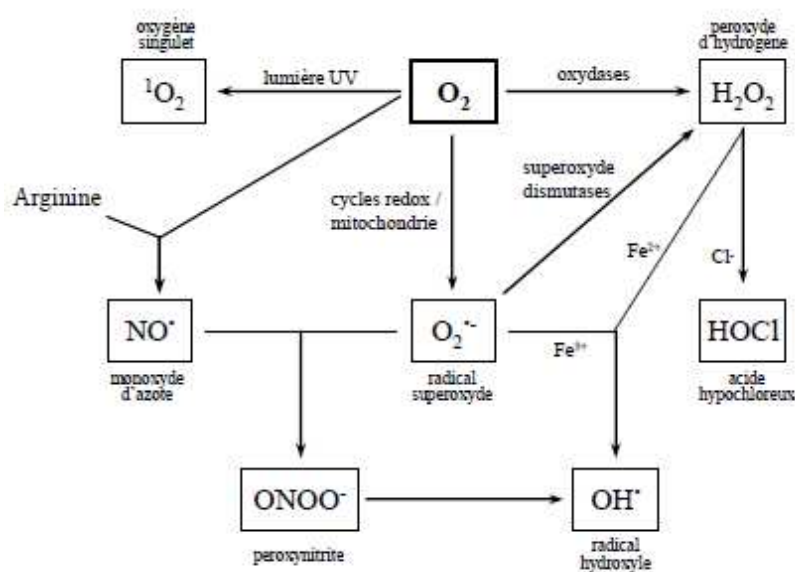 oxygène
singulet
¹O₂
lumière UV
O₂
oxydases
peroxyde
d'hydrogène
H₂O₂
Arginine
cycles redox /
mitochondrie
superoxyde
dismutases
Fe²⁺
Cl-
NO•
monoxyde
d'azote
O₂•-
radical
superoxyde
Fe³⁺
HOCl
acide
hypochloreux
ONOO-
peroxynitrite
OH•
radical
hydroxyle